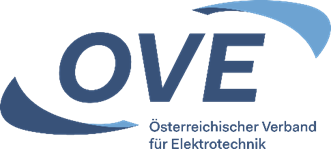 OVE
Österreichischer Verband
für Elektrotechnik